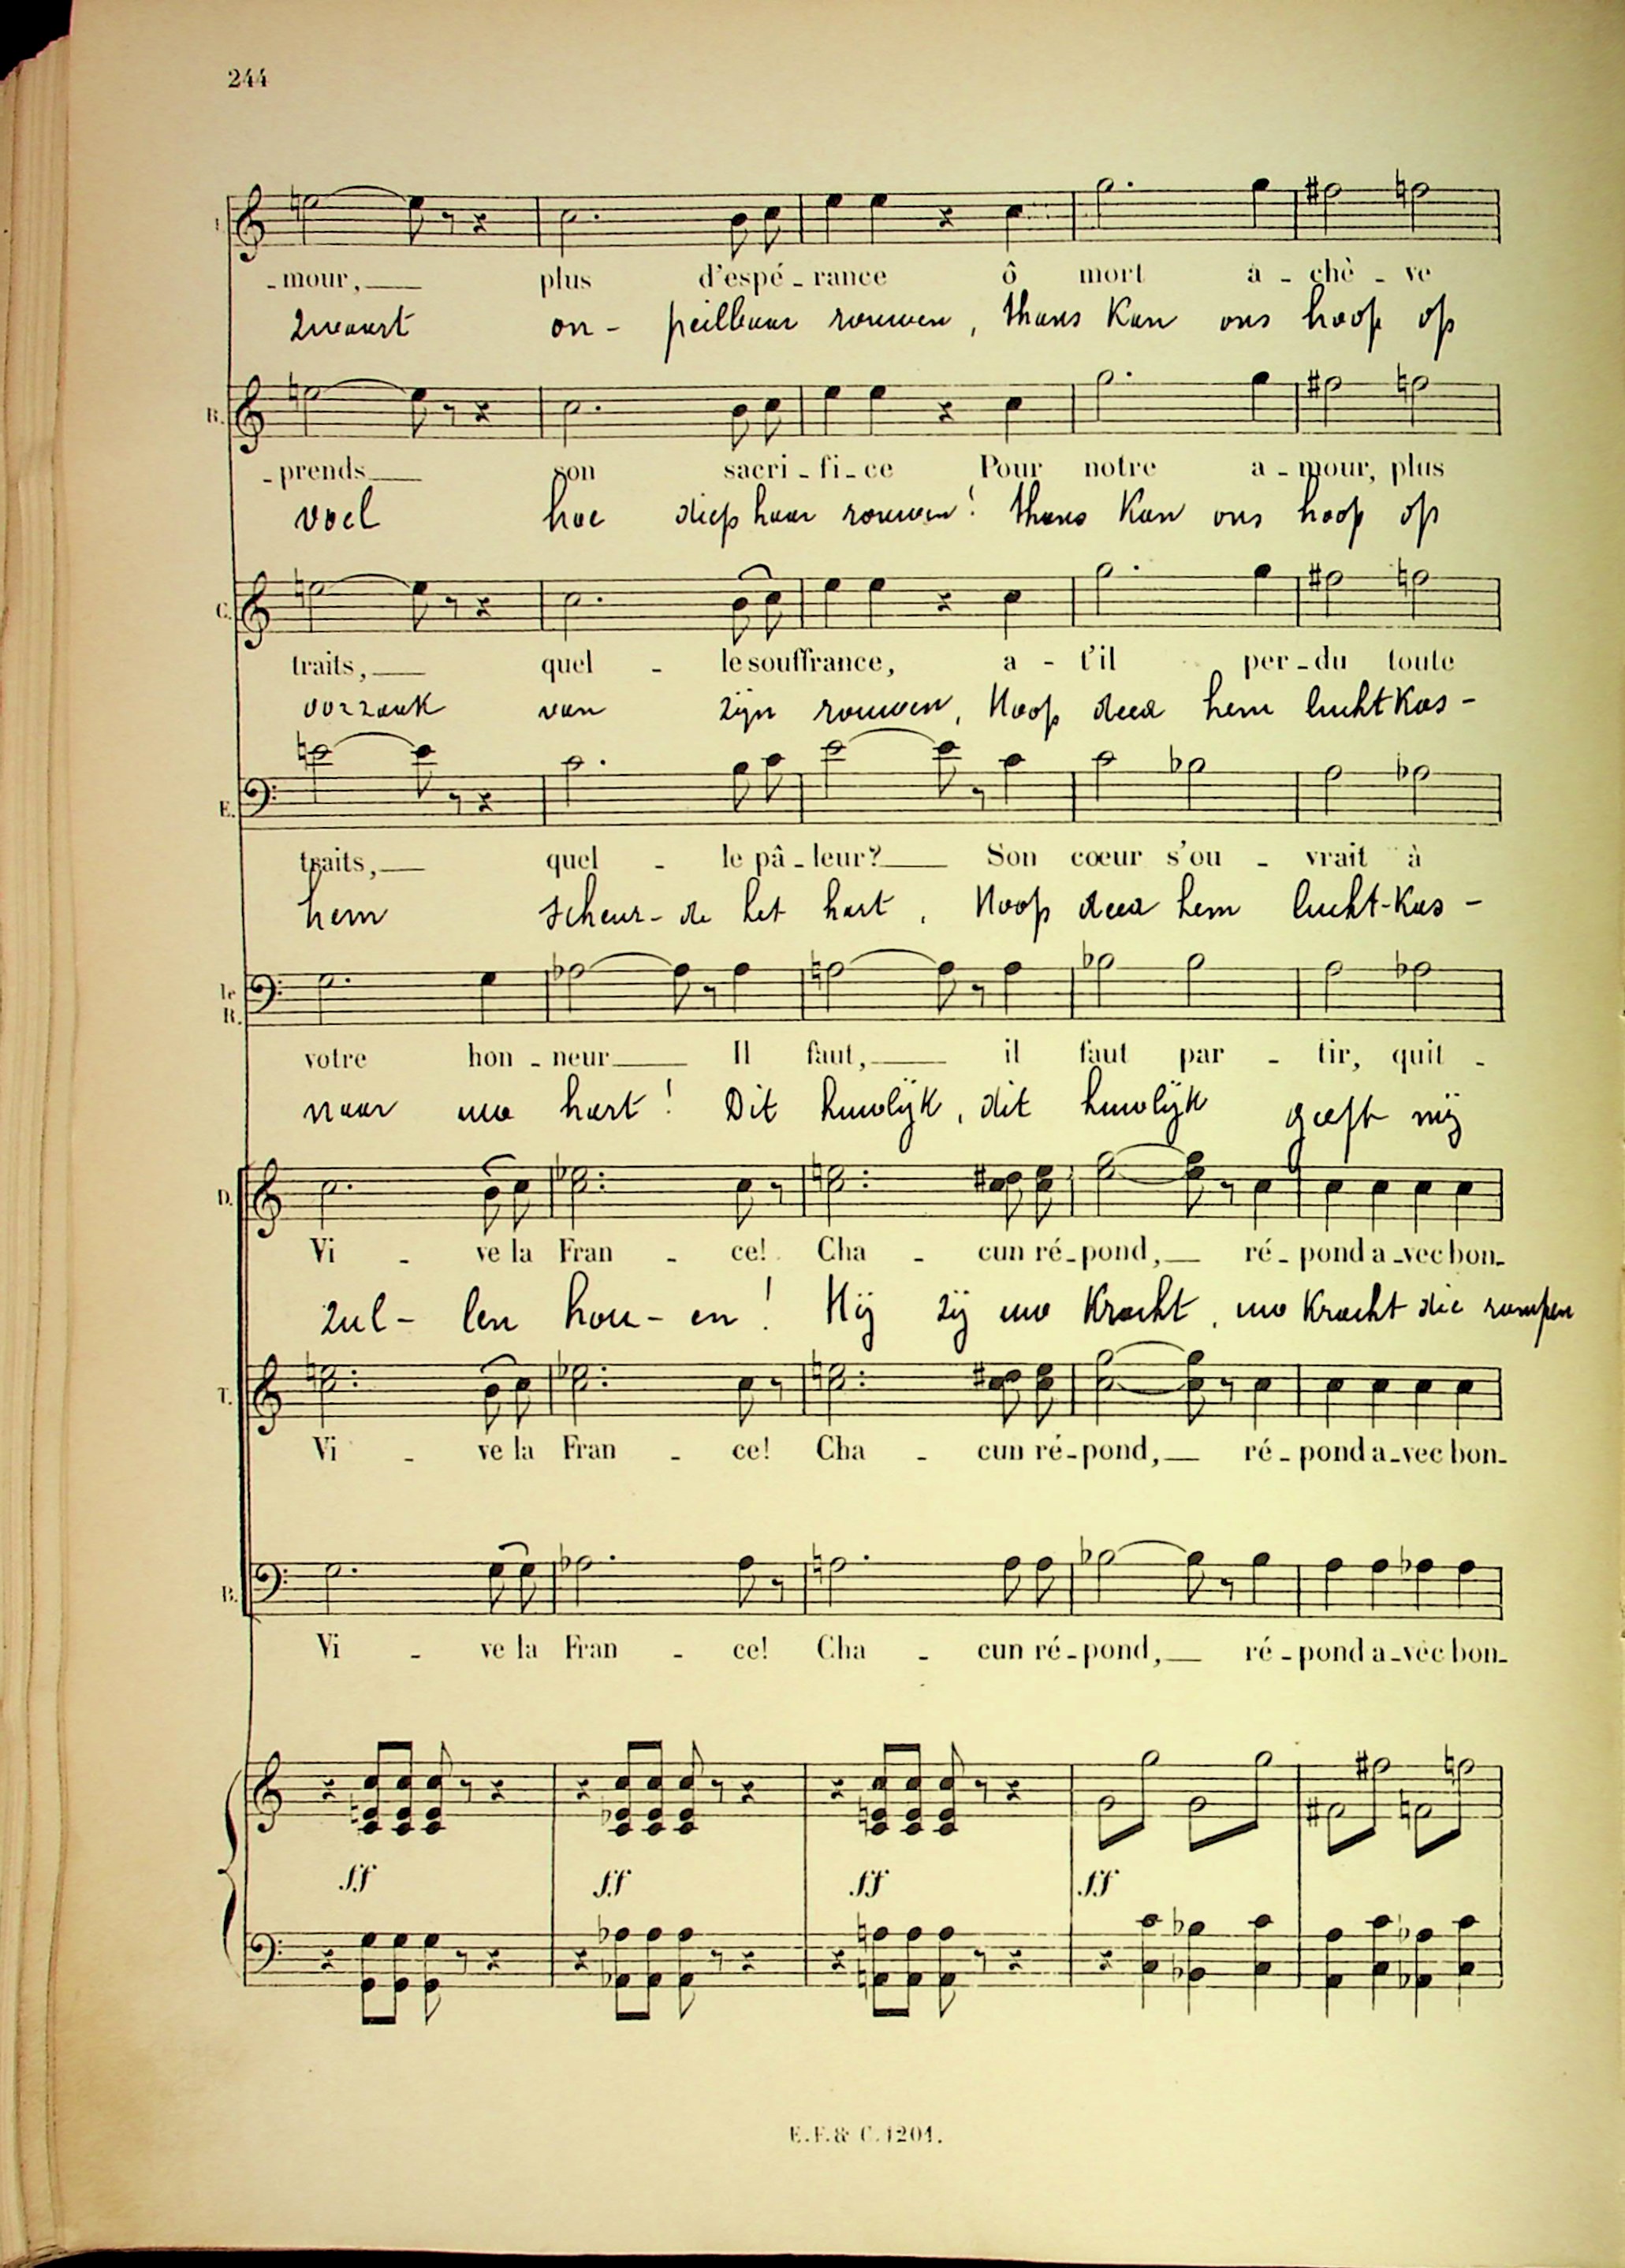 244
- mour, plus d'espé - rance ô mort a - chè - ve
zwaart on - peilbaar rouwen, thans Kan ons hoop op
R.
- prends son sacri - fi - ce Pour notre a - mour, plus
voel hoe diep haar rouwen! thans Kan ons hoop op
C.
traits, quel - le souffrance, a - t'il per - du toute
oorzaak van zijn rouwen, Hoop deed hem luchtkas -
E.
traits, quel - le pâ - leur? Son cœur s'ou - vrait à
hem scheur - de het hart. Hoop deed hem lucht-Kas -
le R.
votre hon - neur Il faut, il faut par - tir, quit -
naar uw hart! Dit huwlijk, dit huwlijk geeft mij
D.
Vi - ve la Fran - ce! Cha - cun ré - pond, ré - pond a - vec bon -
zul - len hou - en! Hij zij uw Kracht, uw Kracht die rampen
T.
Vi - ve la Fran - ce! Cha - cun ré - pond, ré - pond a - vec bon -
B.
Vi - ve la Fran - ce! Cha - cun ré - pond, ré - pond a - vec bon -
ff ff ff ff
E.F. & C. 1201.